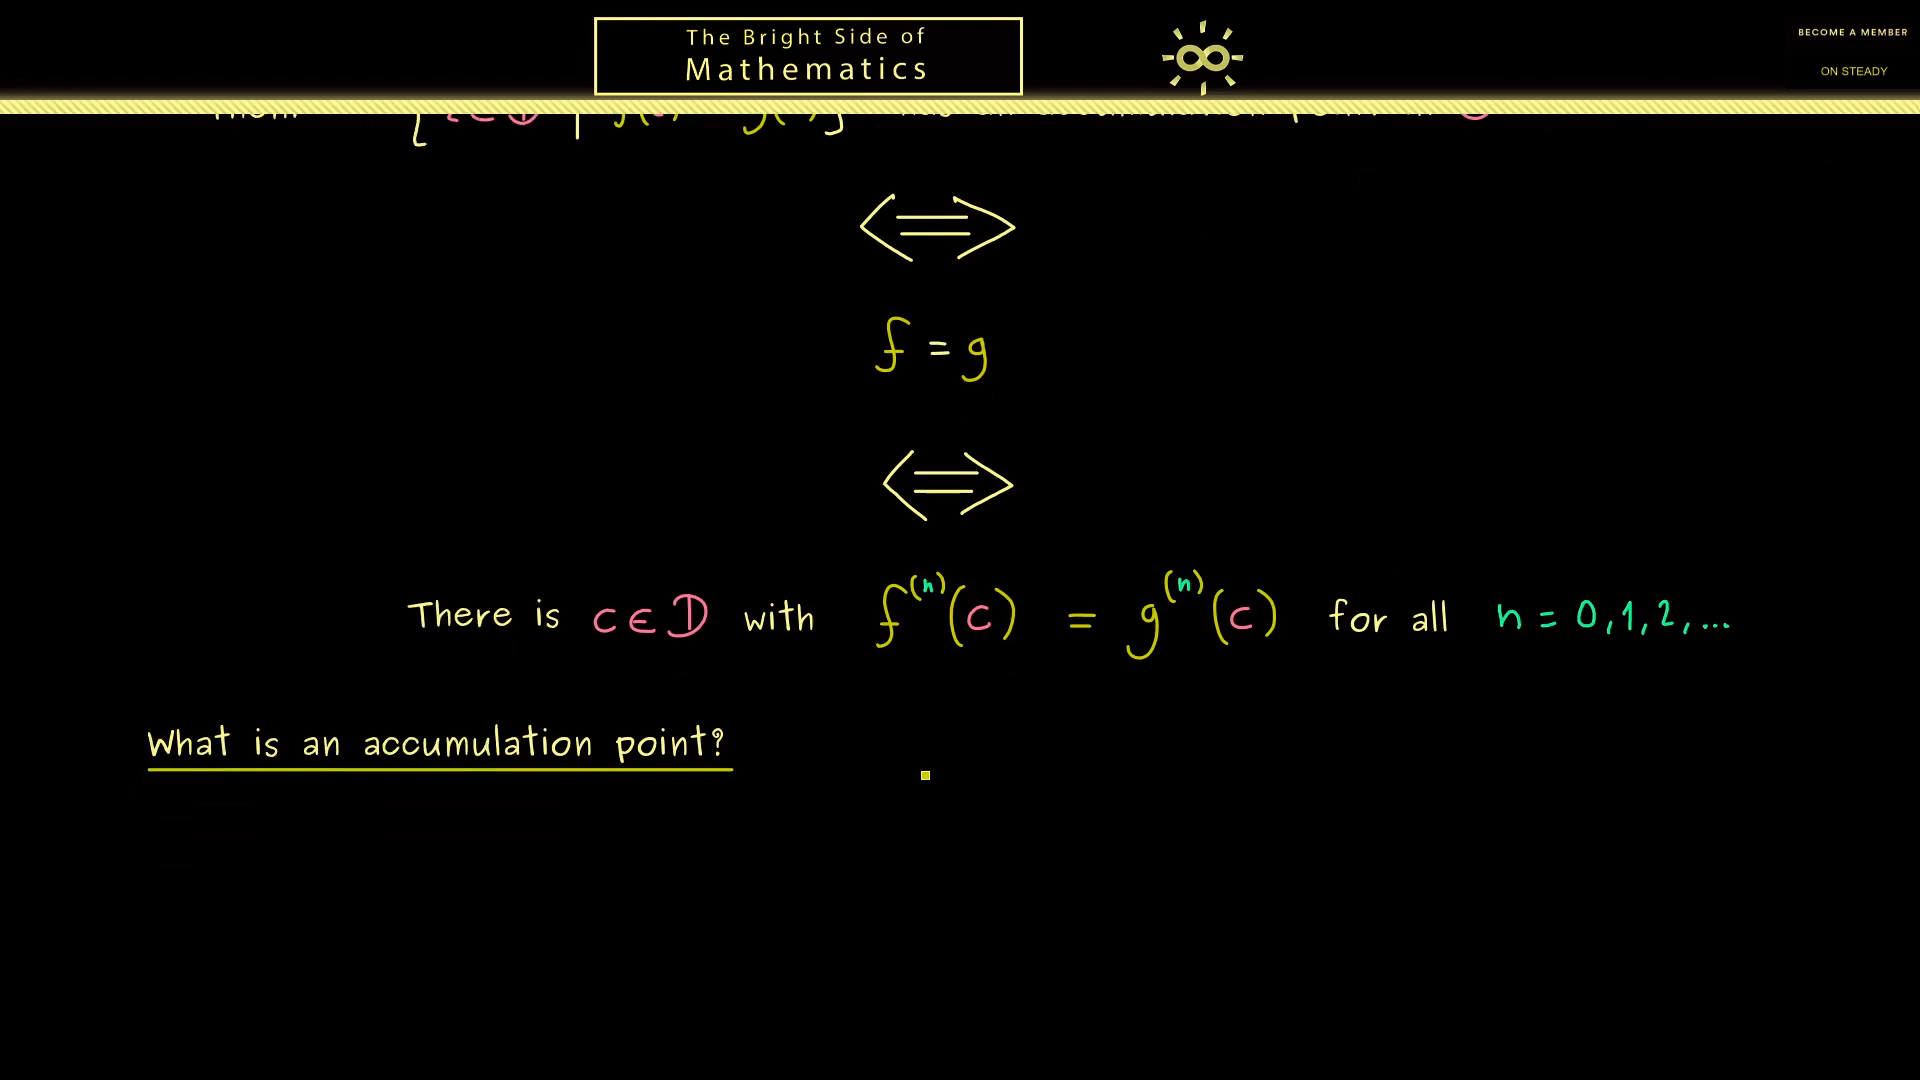 The Bright Side of
Mathematics
BECOME A MEMBER
ON STEADY
⟺
f = g
⟺
There is c ∈ D with f⁽ⁿ⁾(c) = g⁽ⁿ⁾(c) for all n = 0, 1, 2, ...
What is an accumulation point?